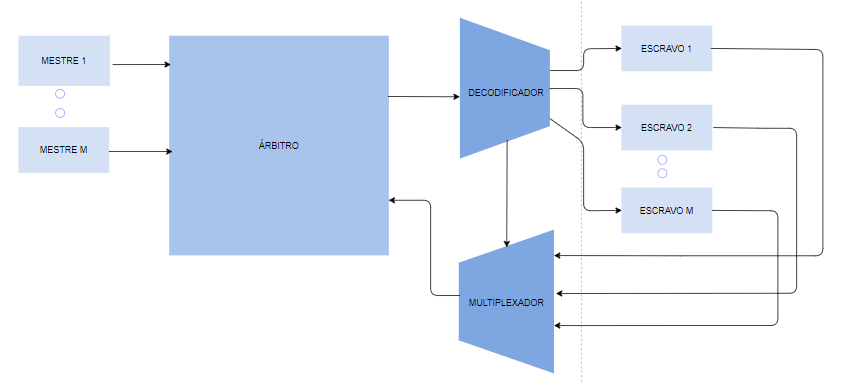 MESTRE 1
MESTRE M
ÁRBITRO
DECODIFICADOR
MULTIPLEXADOR
ESCRAVO 1
ESCRAVO 2
ESCRAVO M